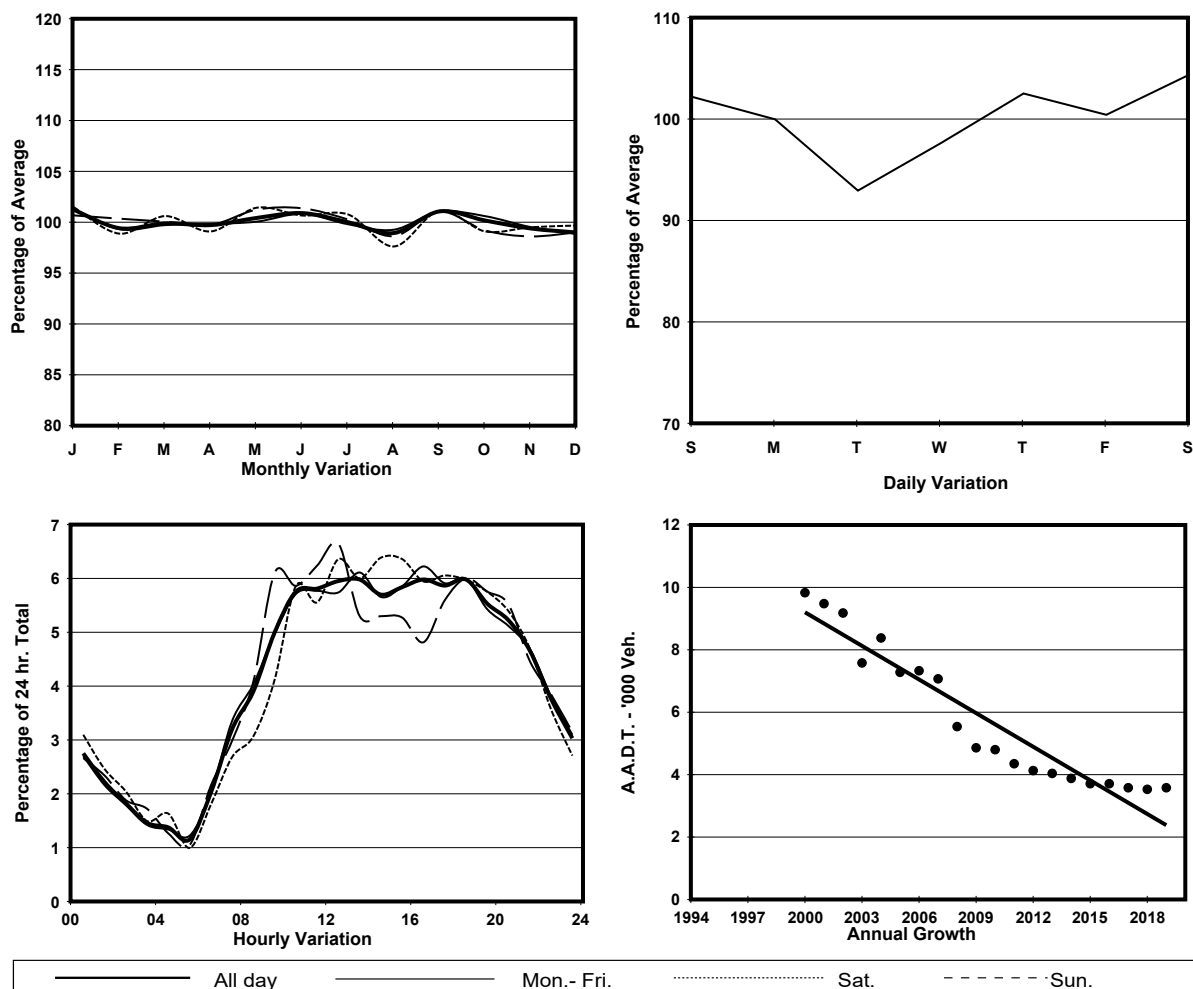 120
115
110
105
100
95
90
85
80
Percentage of Average
J F M A M J J A S O N D
Monthly Variation
110
100
90
80
70
Percentage of Average
S M T W T F S
Daily Variation
7
6
5
4
3
2
1
0
Percentage of 24 hr. Total
00 04 08 12 16 20 24
Hourly Variation
12
10
8
6
4
2
0
A.A.D.T. - '000 Veh.
1994 1997 2000 2003 2006 2009 2012 2015 2018
Annual Growth
All day Mon.- Fri. Sat. Sun.